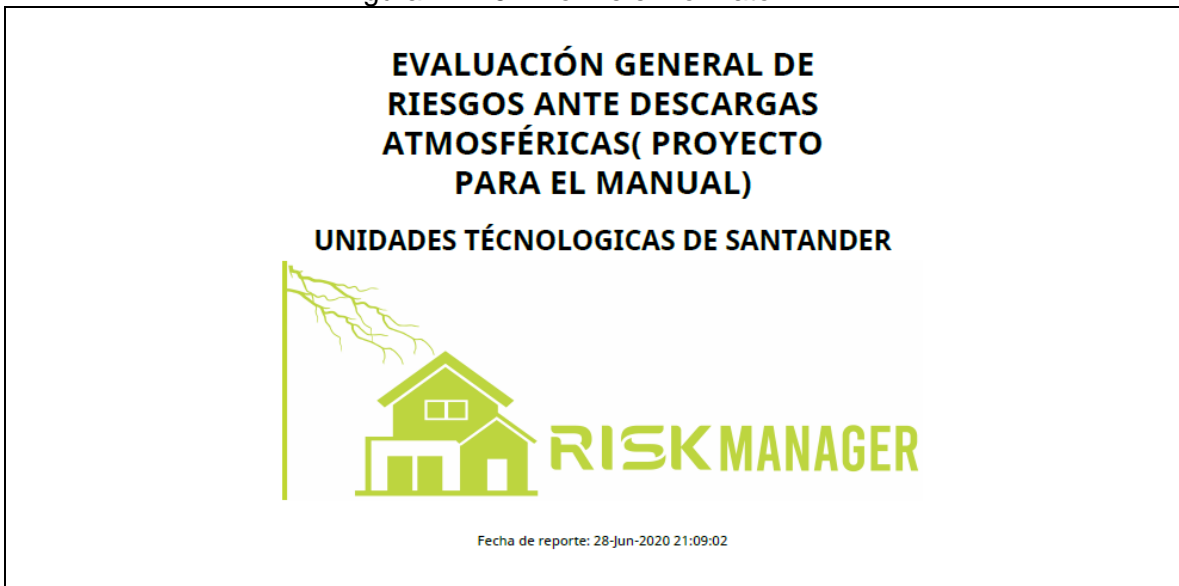 EVALUACIÓN GENERAL DE
RIESGOS ANTE DESCARGAS
ATMOSFÉRICAS( PROYECTO
PARA EL MANUAL)
UNIDADES TÉCNOLOGICAS DE SANTANDER
RISKMANAGER
Fecha de reporte: 28-Jun-2020 21:09:02